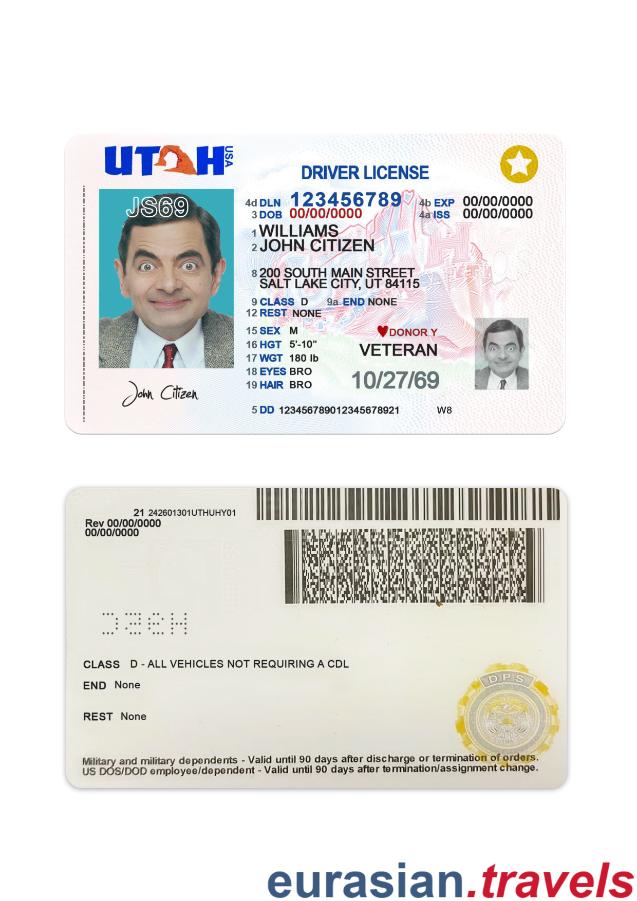 UTAH USA
DRIVER LICENSE
JS69
4d DLN 123456789 4b EXP 00/00/0000
3 DOB 00/00/0000 4a ISS 00/00/0000
1 WILLIAMS
2 JOHN CITIZEN
8 200 SOUTH MAIN STREET
SALT LAKE CITY, UT 84115
9 CLASS D 9a END NONE
12 REST NONE
15 SEX M ♥DONOR Y
16 HGT 5'-10"
VETERAN
17 WGT 180 lb
18 EYES BRO
19 HAIR BRO 10/27/69
John Citizen
5 DD 123456789012345678921 W8
21 242601301UTHUHY01
Rev 00/00/0000
00/00/0000
CLASS D - ALL VEHICLES NOT REQUIRING A CDL
END None
D.P.S
REST None
Military and military dependents - Valid until 90 days after discharge or termination of orders.
US DOS/DOD employee/dependent - Valid until 90 days after termination/assignment change.
eurasian.travels